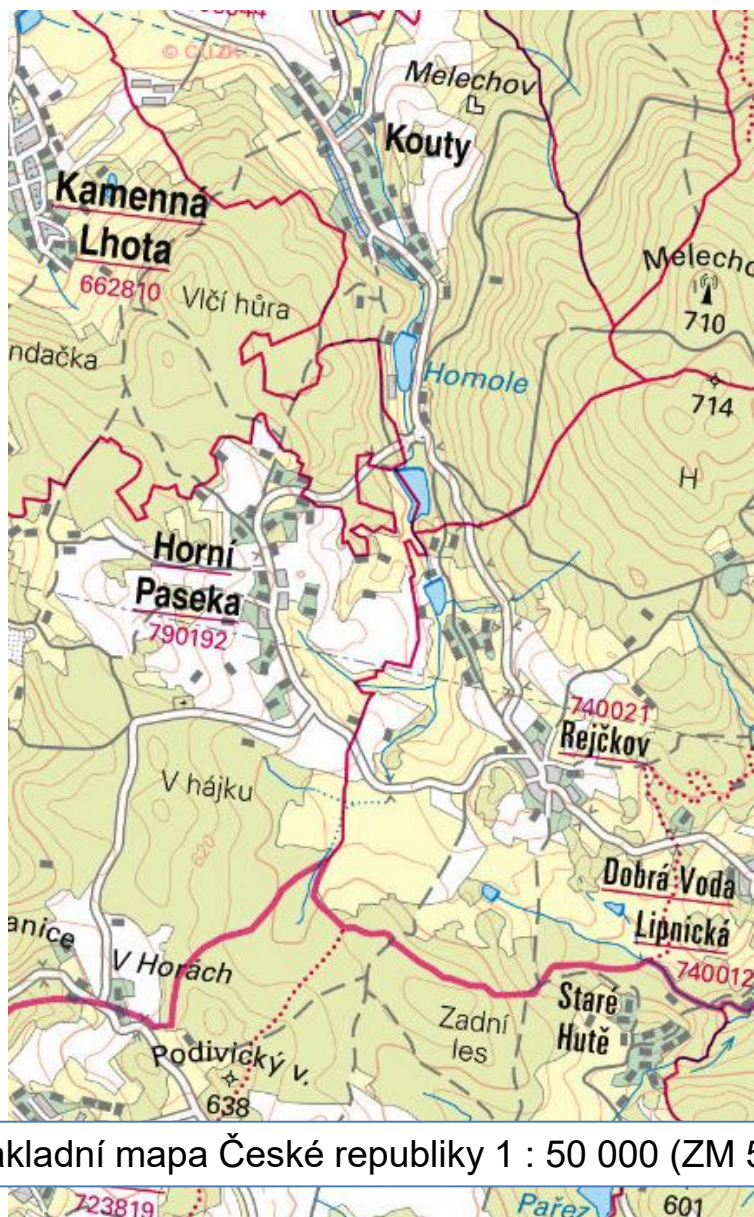 © ČÚZK
Melechov
Kouty
Kamenná
Lhota
662810
Vlčí hůra
Melecho
710
ndačka
Homole
714
H
Horní
Paseka
790192
740021
Rejčkov
V hájku
620
Dobrá Voda
Lipnická
740012
anice
V Horách
Staré
Hutě
Zadní
les
Podivický v.
638
ákladní mapa České republiky 1 : 50 000 (ZM 5
723819
Pařez
601